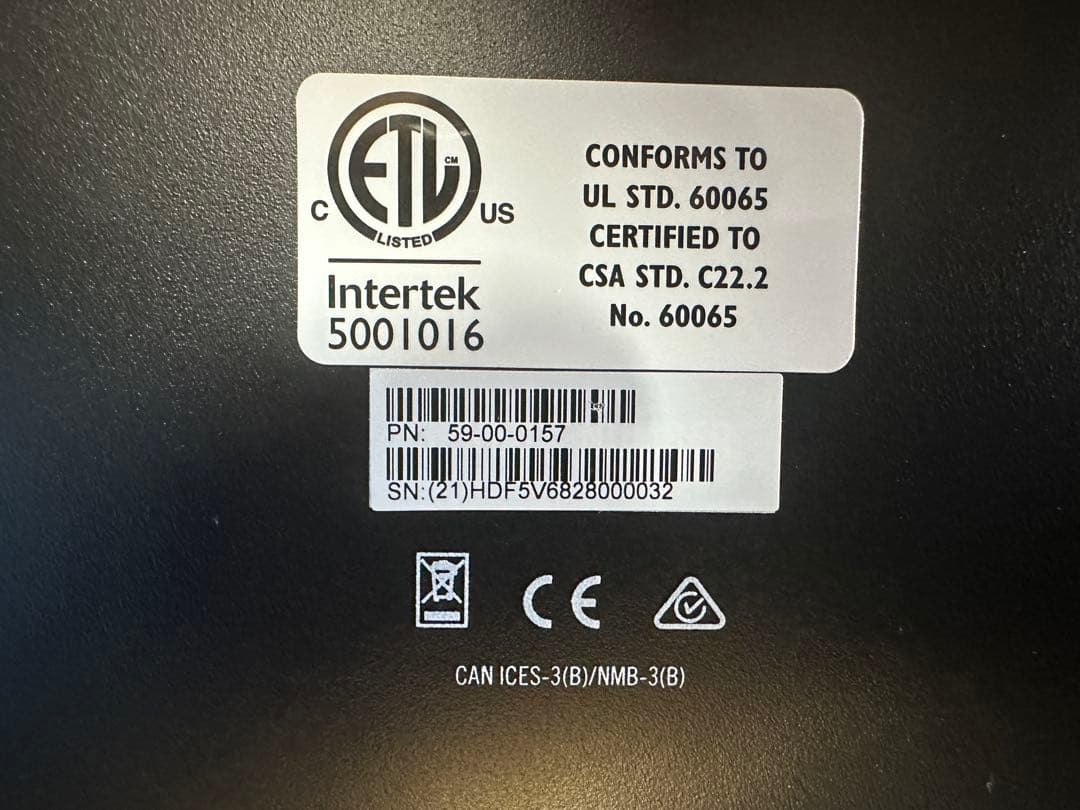 ETL CM
C US
LISTED
Intertek
5001016
CONFORMS TO
UL STD. 60065
CERTIFIED TO
CSA STD. C22.2
No. 60065
PN: 59-00-0157
SN:(21)HDF5V6828000032
CE
CAN ICES-3(B)/NMB-3(B)